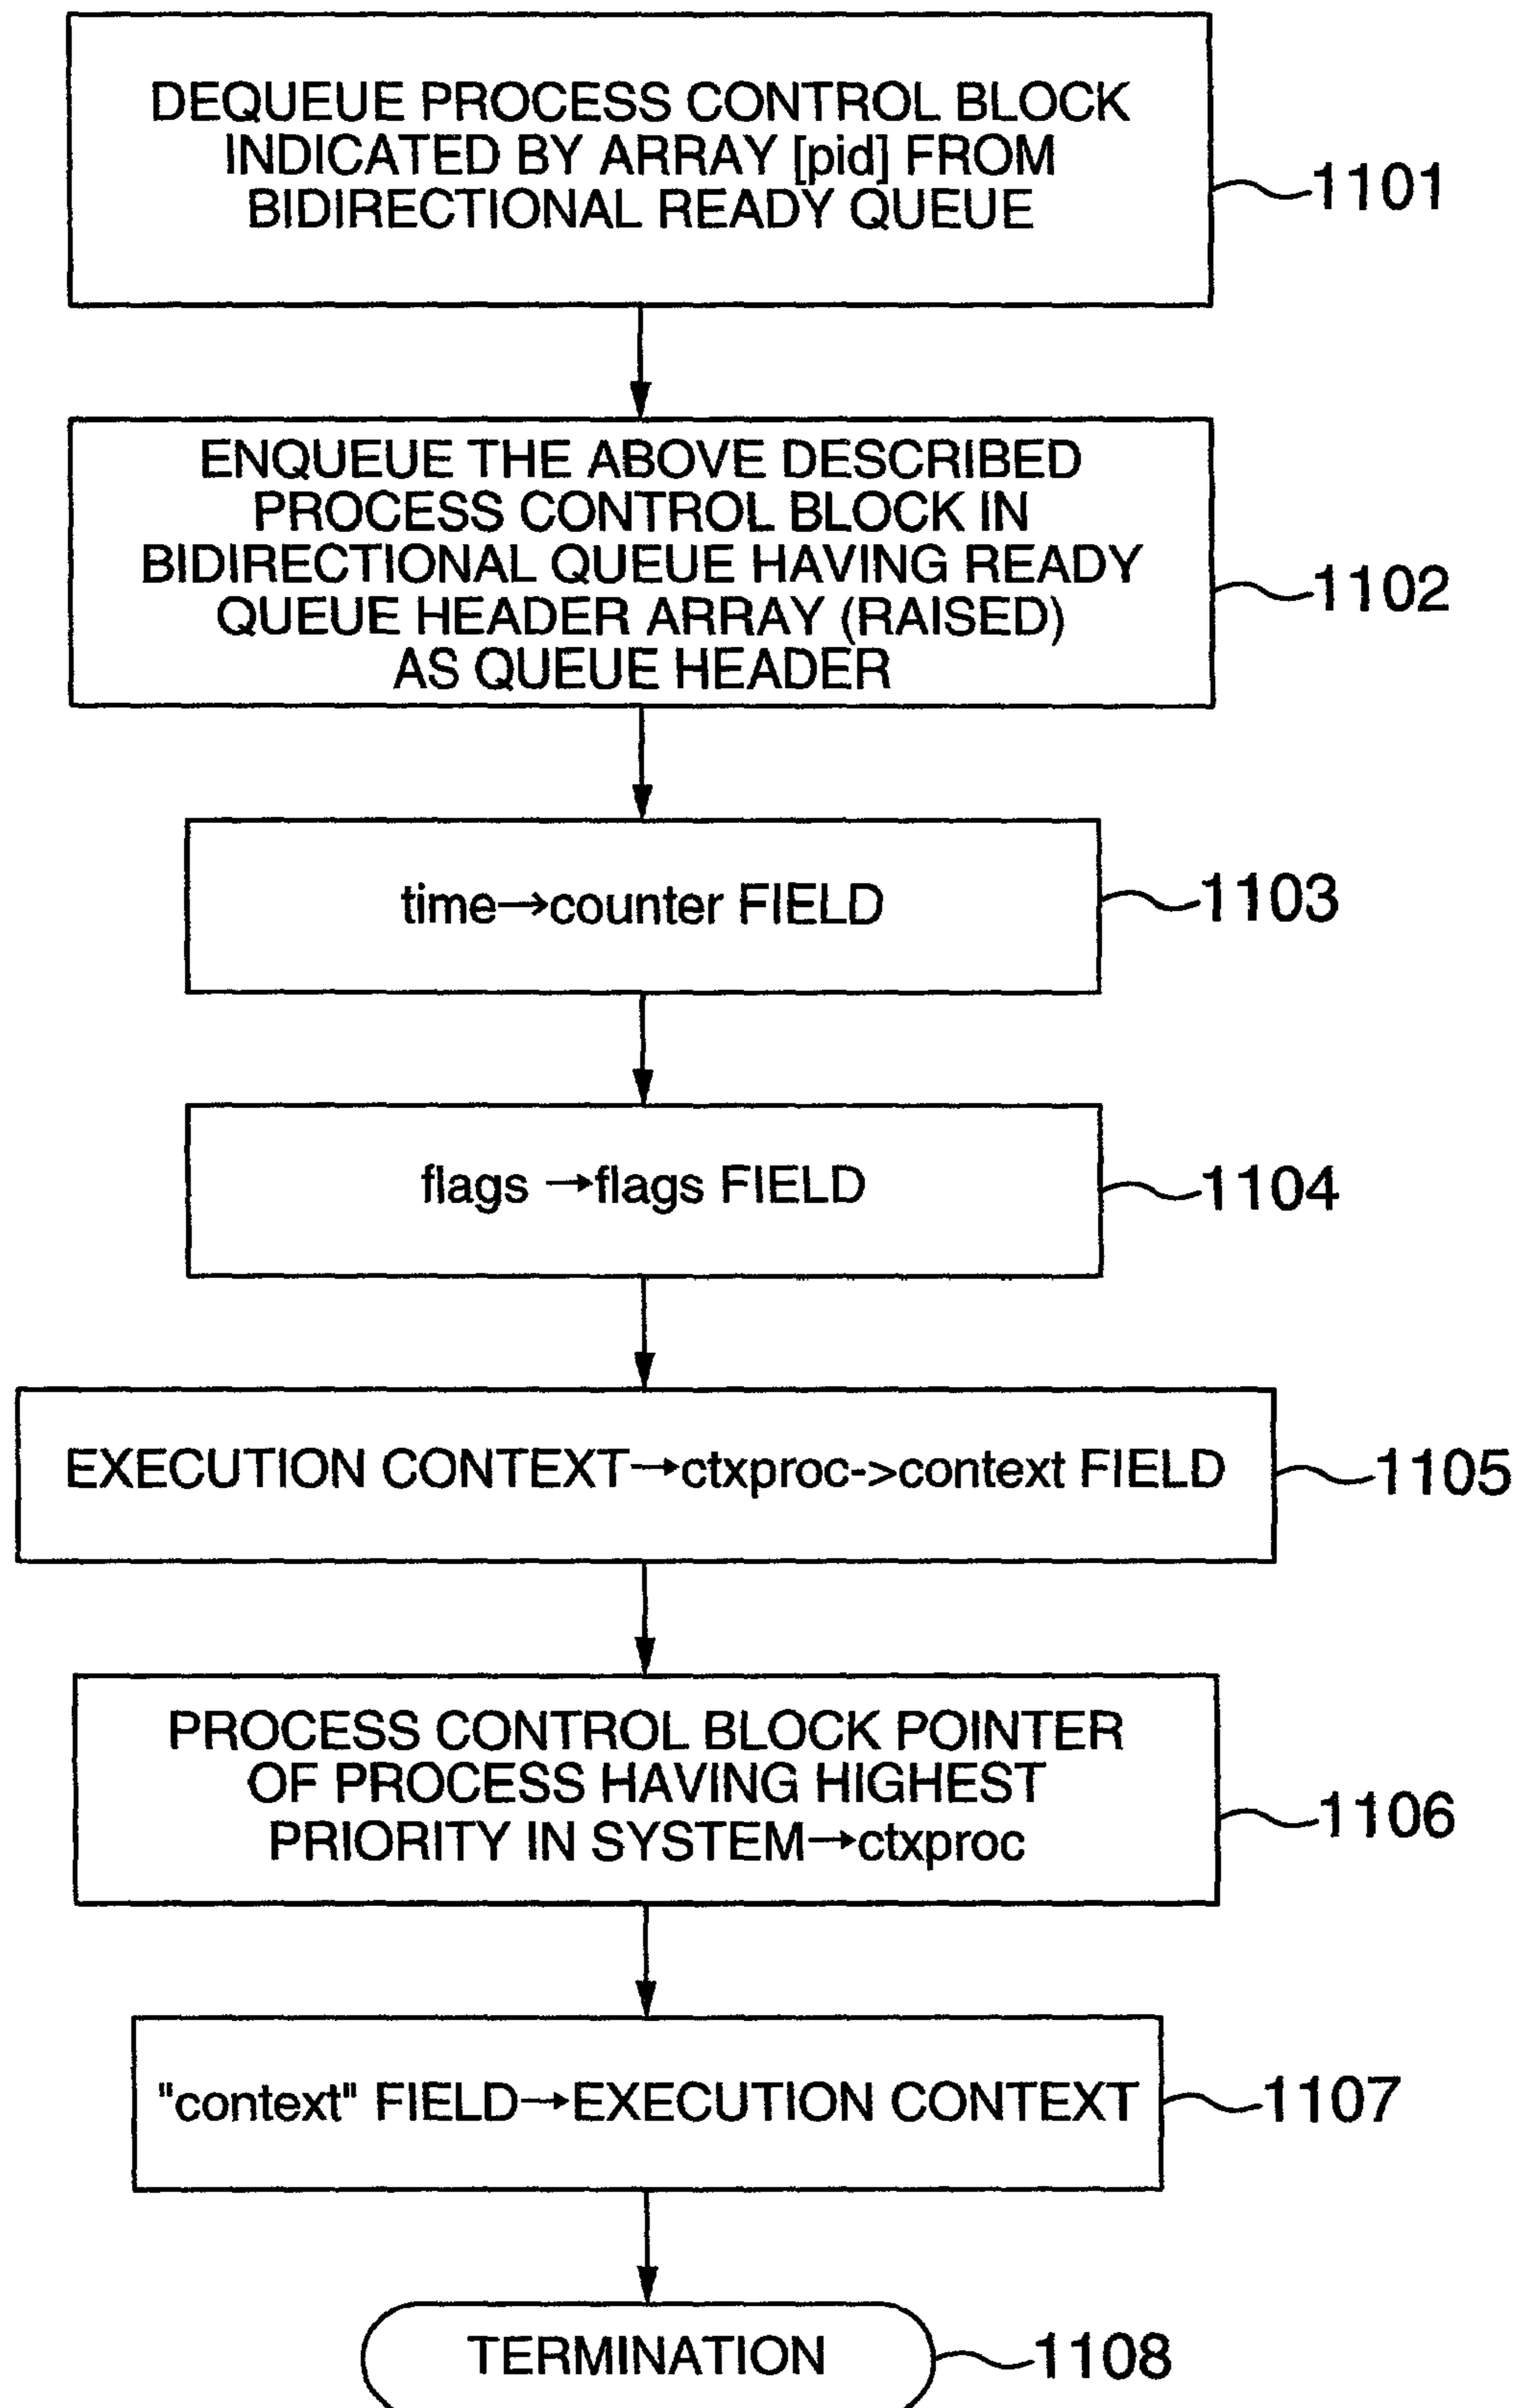 DEQUEUE PROCESS CONTROL BLOCK
INDICATED BY ARRAY [pid] FROM
BIDIRECTIONAL READY QUEUE
1101
ENQUEUE THE ABOVE DESCRIBED
PROCESS CONTROL BLOCK IN
BIDIRECTIONAL QUEUE HAVING READY
QUEUE HEADER ARRAY (RAISED)
AS QUEUE HEADER
1102
time→counter FIELD
1103
flags →flags FIELD
1104
EXECUTION CONTEXT→ctxproc->context FIELD
1105
PROCESS CONTROL BLOCK POINTER
OF PROCESS HAVING HIGHEST
PRIORITY IN SYSTEM→ctxproc
1106
"context" FIELD→EXECUTION CONTEXT
1107
TERMINATION
1108